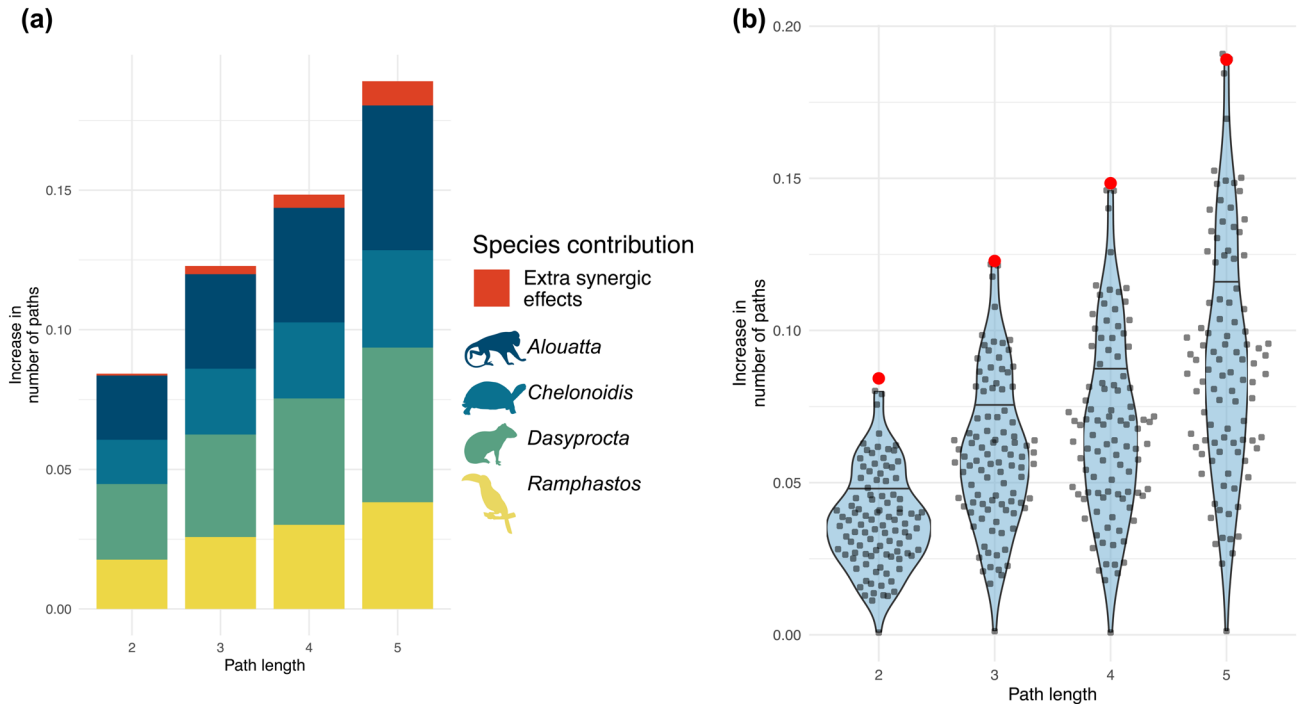 (a)
Increase in
number of paths
0.15
0.10
0.05
0.00
2 3 4 5
Path length
Species contribution
Extra synergic
effects
Alouatta
Chelonoidis
Dasyprocta
Ramphastos
(b)
Increase in
number of paths
0.20
0.15
0.10
0.05
0.00
2 3 4 5
Path length